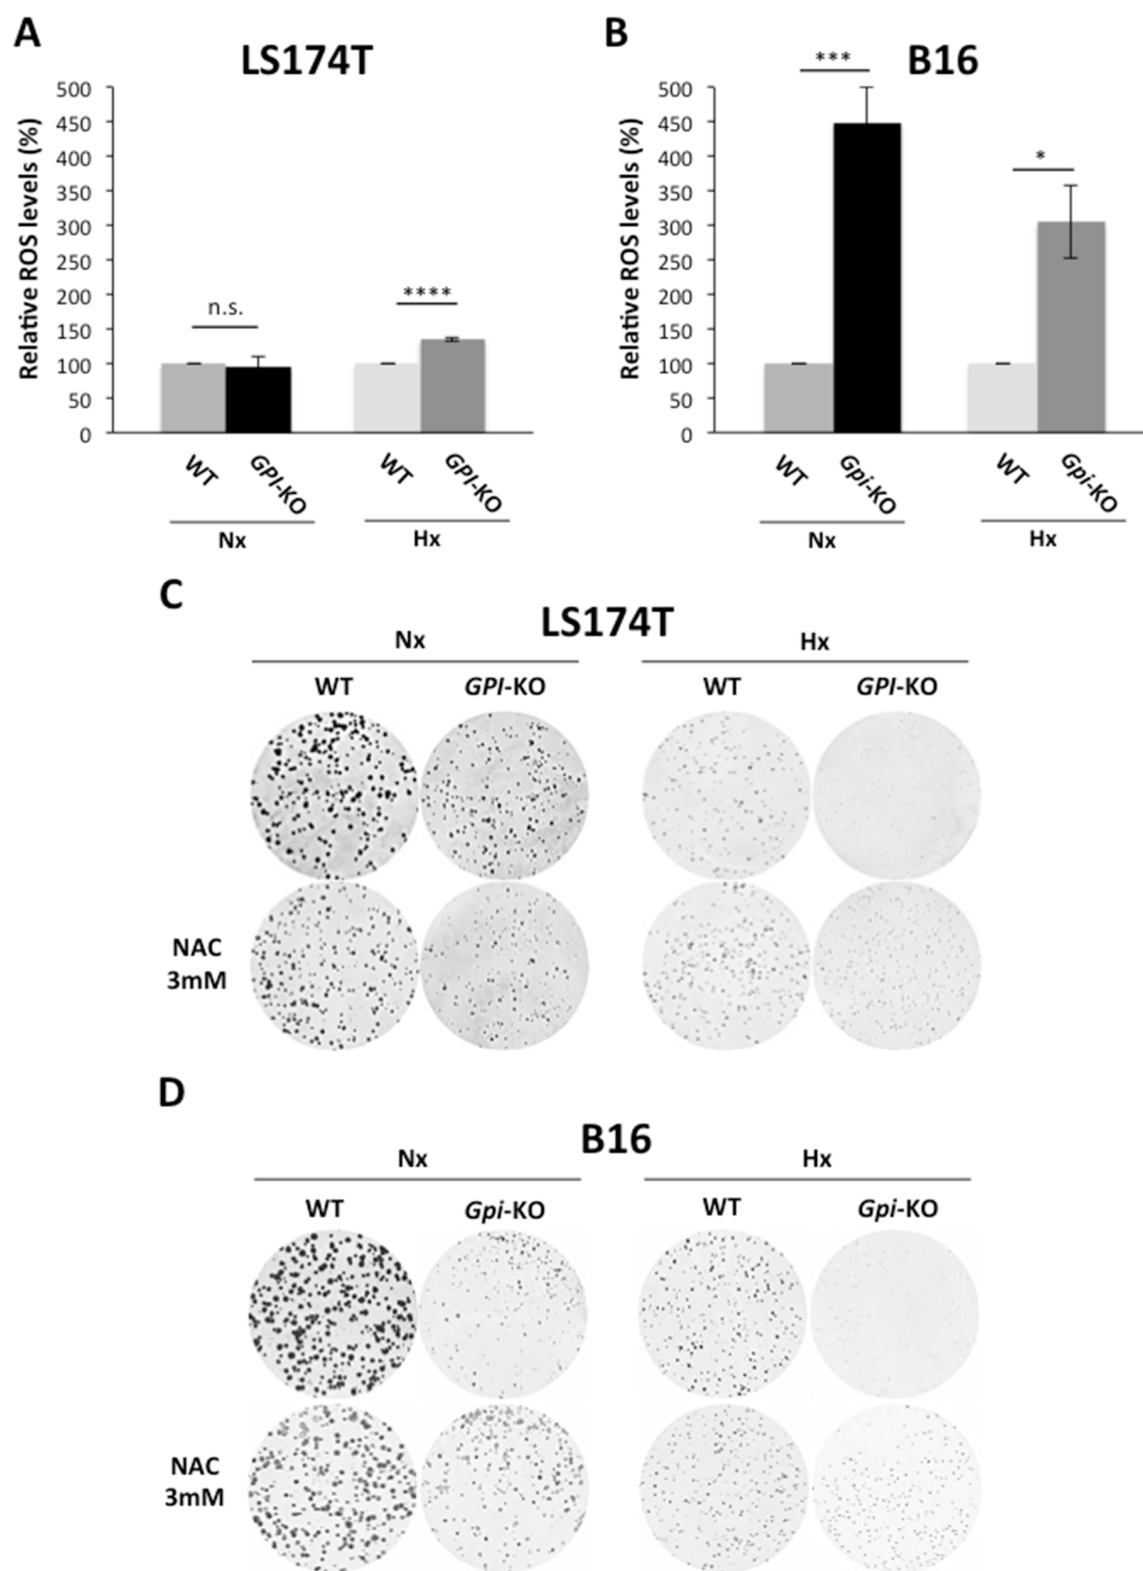 A
LS174T
Relative ROS levels (%)
500
450
400
350
300
250
200
150
100
50
0
n.s.
****
WT
GPI-KO
WT
GPI-KO
Nx
Hx
B
B16
Relative ROS levels (%)
500
450
400
350
300
250
200
150
100
50
0
***
*
WT
Gpi-KO
WT
Gpi-KO
Nx
Hx
C
LS174T
Nx
Hx
WT
GPI-KO
WT
GPI-KO
NAC
3mM
D
B16
Nx
Hx
WT
Gpi-KO
WT
Gpi-KO
NAC
3mM